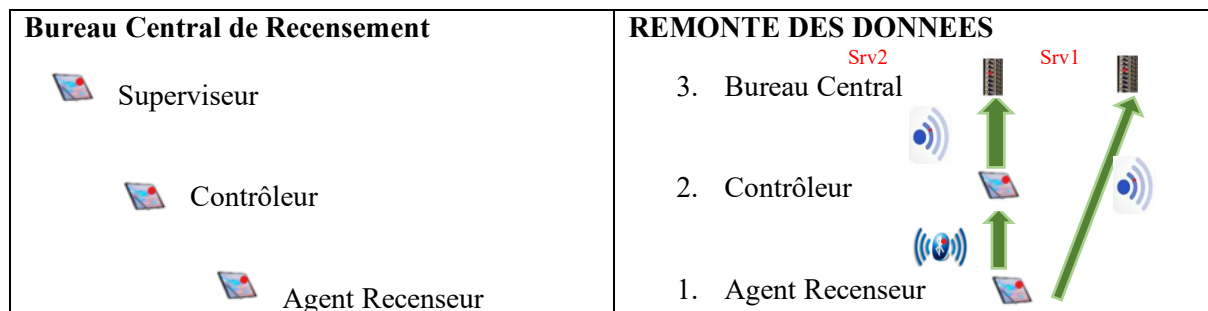 Bureau Central de Recensement
Superviseur
Contrôleur
Agent Recenseur
REMONTE DES DONNEES
Srv2 Srv1
3. Bureau Central
2. Contrôleur
1. Agent Recenseur